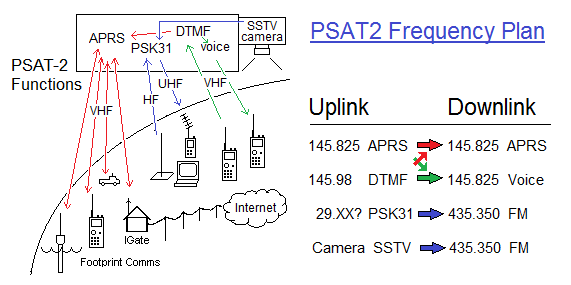 SSTV
camera
APRS
DTMF
PSK31
voice
PSAT-2
Functions
UHF
VHF
HF
VHF
Internet
IGate
Footprint Comms
PSAT2 Frequency Plan
Uplink Downlink
145.825 APRS 145.825 APRS
145.98 DTMF 145.825 Voice
29.XX? PSK31 435.350 FM
Camera SSTV 435.350 FM